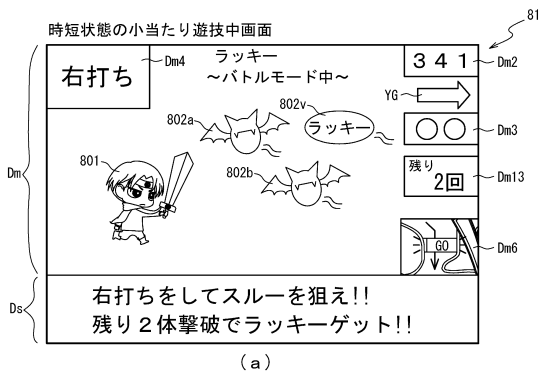 時短状態の小当たり遊技中画面
81
右打ち
Dm4
ラッキー
～バトルモード中～
341
Dm2
YG
802a
802v
ラッキー
Dm3
801
802b
残り
2回
Dm13
Dm
GO
Dm6
Ds
右打ちをしてスルーを狙え!!
残り２体撃破でラッキーゲット!!
(a)